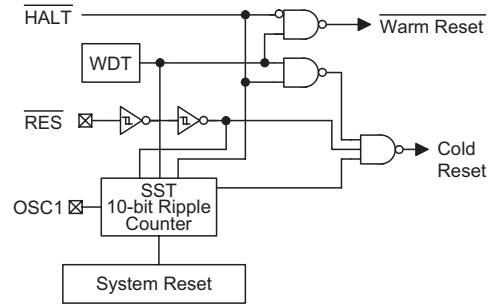 HALT
Warm Reset
WDT
RES
Cold
Reset
SST
10-bit Ripple
Counter
OSC1
System Reset